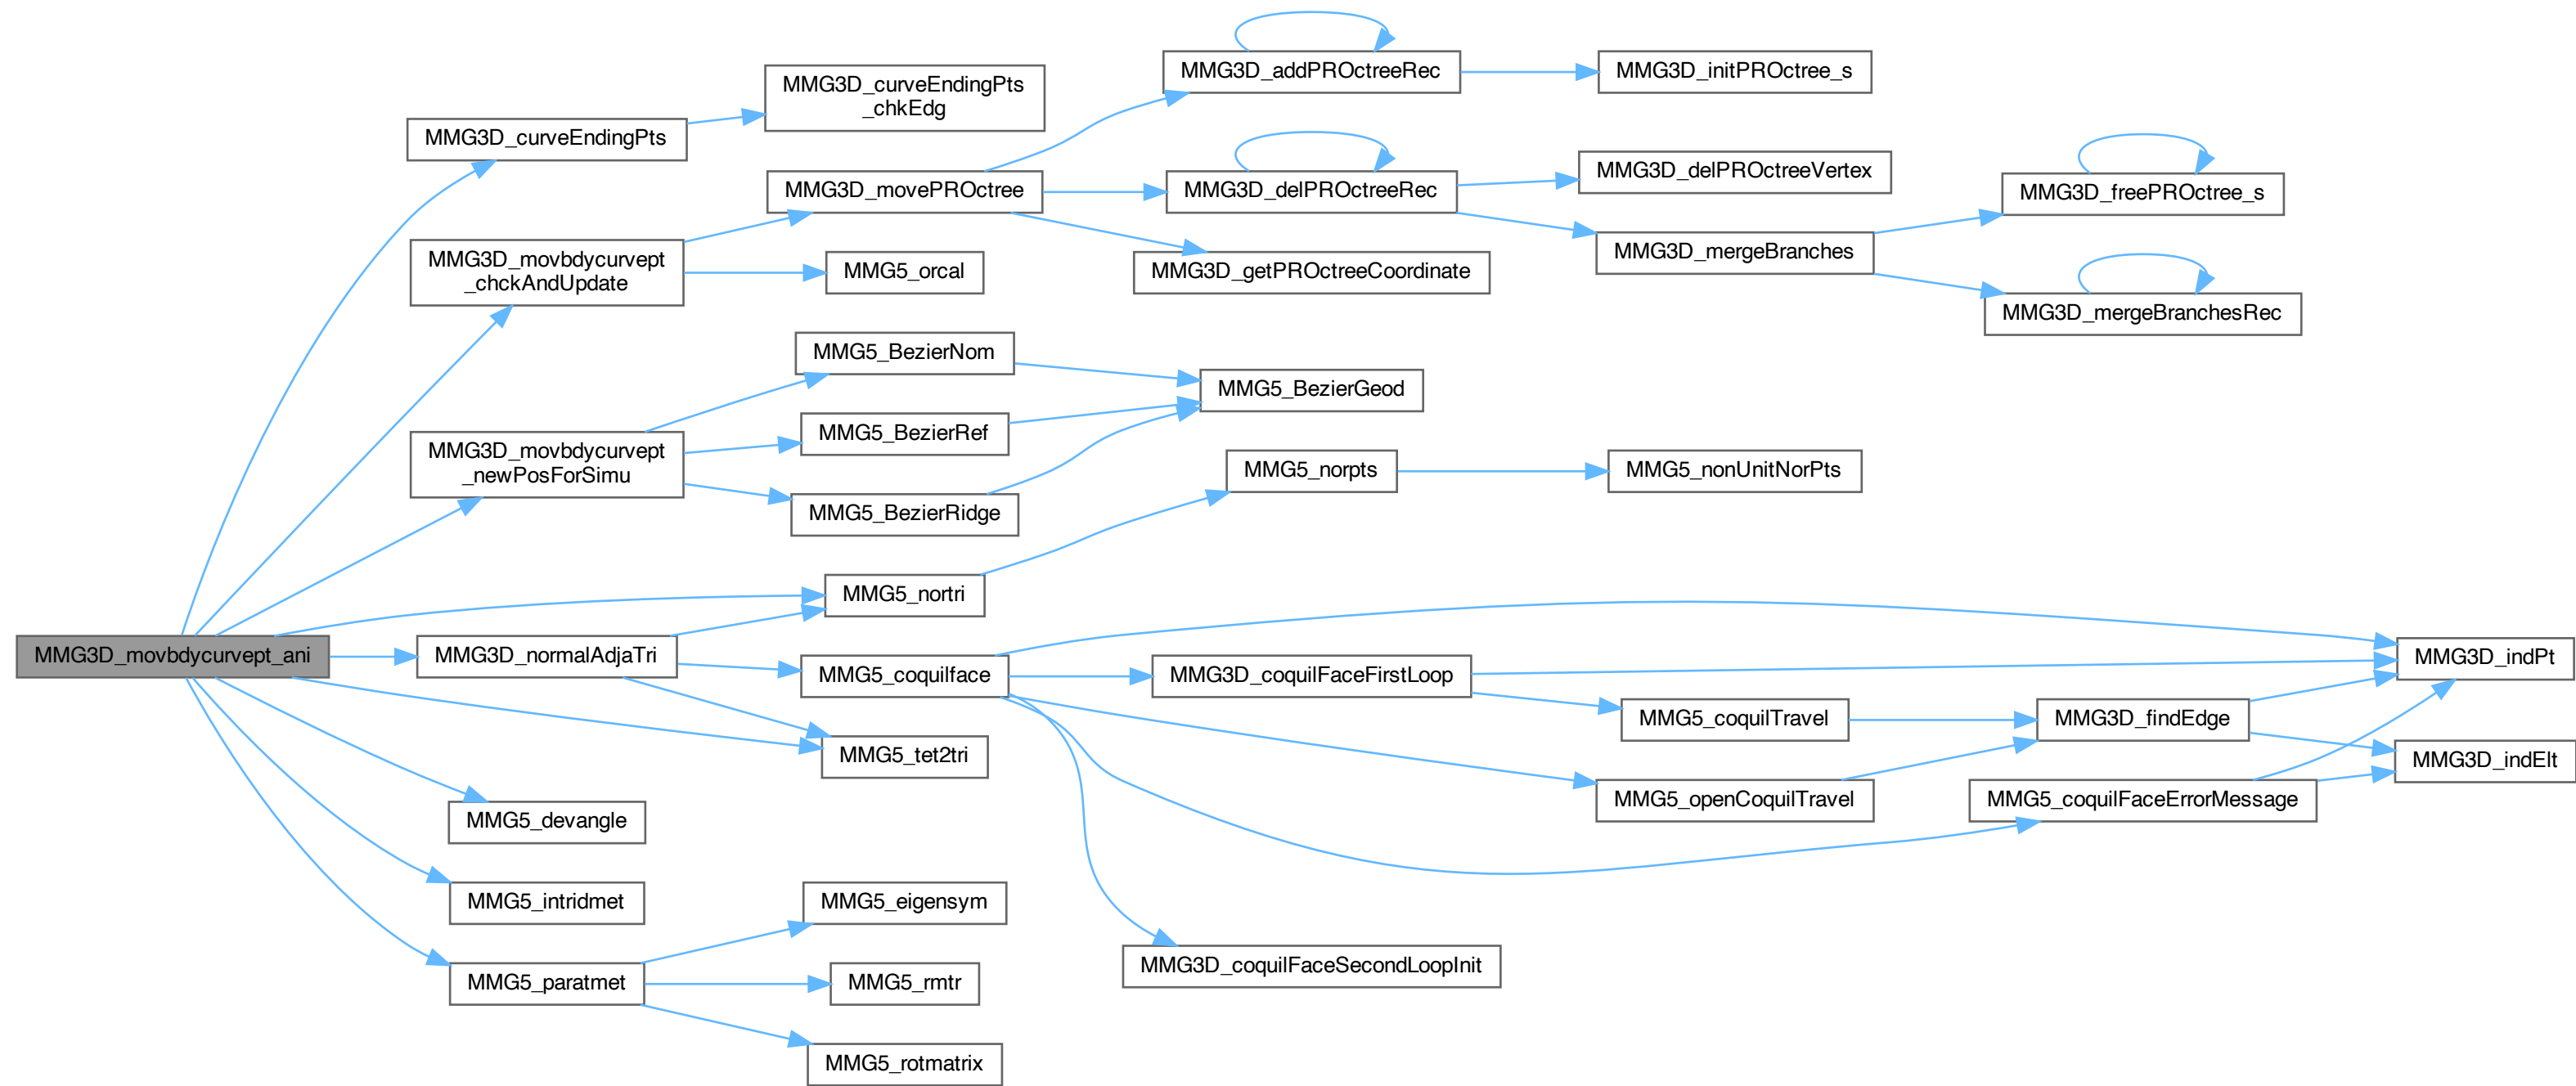 MMG3D_movbdycurvept_ani
MMG3D_curveEndingPts
MMG3D_curveEndingPts
_chkEdg
MMG3D_movbdycurvept
_chckAndUpdate
MMG3D_movePROctree
MMG3D_addPROctreeRec
MMG3D_initPROctree_s
MMG3D_delPROctreeRec
MMG3D_delPROctreeVertex
MMG3D_mergeBranches
MMG3D_freePROctree_s
MMG3D_mergeBranchesRec
MMG3D_getPROctreeCoordinate
MMG5_orcal
MMG3D_movbdycurvept
_newPosForSimu
MMG5_BezierNom
MMG5_BezierGeod
MMG5_BezierRef
MMG5_BezierRidge
MMG5_nortri
MMG5_norpts
MMG5_nonUnitNorPts
MMG3D_normalAdjaTri
MMG5_coquilface
MMG3D_coquilFaceFirstLoop
MMG3D_indPt
MMG5_coquilTravel
MMG3D_findEdge
MMG3D_indElt
MMG5_openCoquilTravel
MMG5_coquilFaceErrorMessage
MMG3D_coquilFaceSecondLoopInit
MMG5_tet2tri
MMG5_devangle
MMG5_intridmet
MMG5_paratmet
MMG5_eigensym
MMG5_rmtr
MMG5_rotmatrix